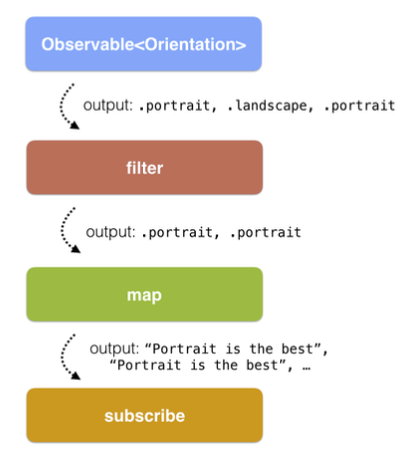 Observable<Orientation>
output: .portrait, .landscape, .portrait
filter
output: .portrait, .portrait
map
output: “Portrait is the best”,
“Portrait is the best”, …
subscribe